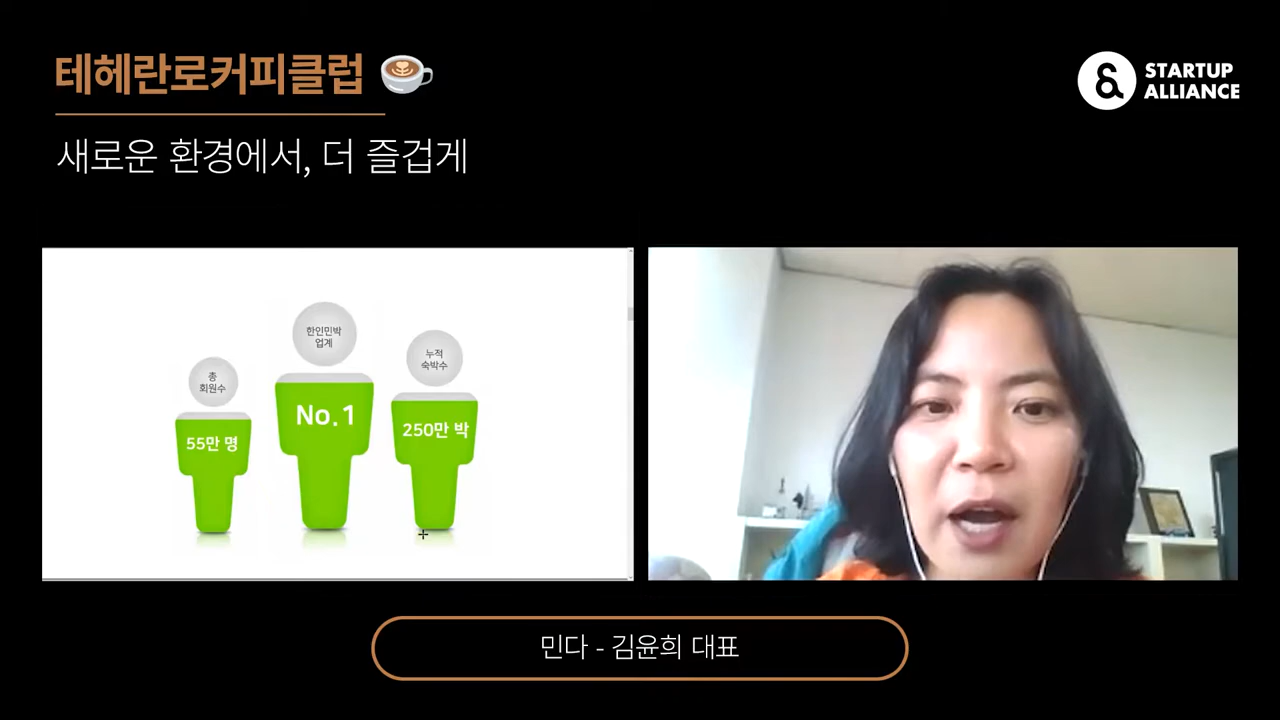 테헤란로커피클럽
STARTUP
ALLIANCE
새로운 환경에서, 더 즐겁게
한인민박
업계
누적
숙박수
총
회원수
No.1
250만 박
55만 명
민다 - 김윤희 대표